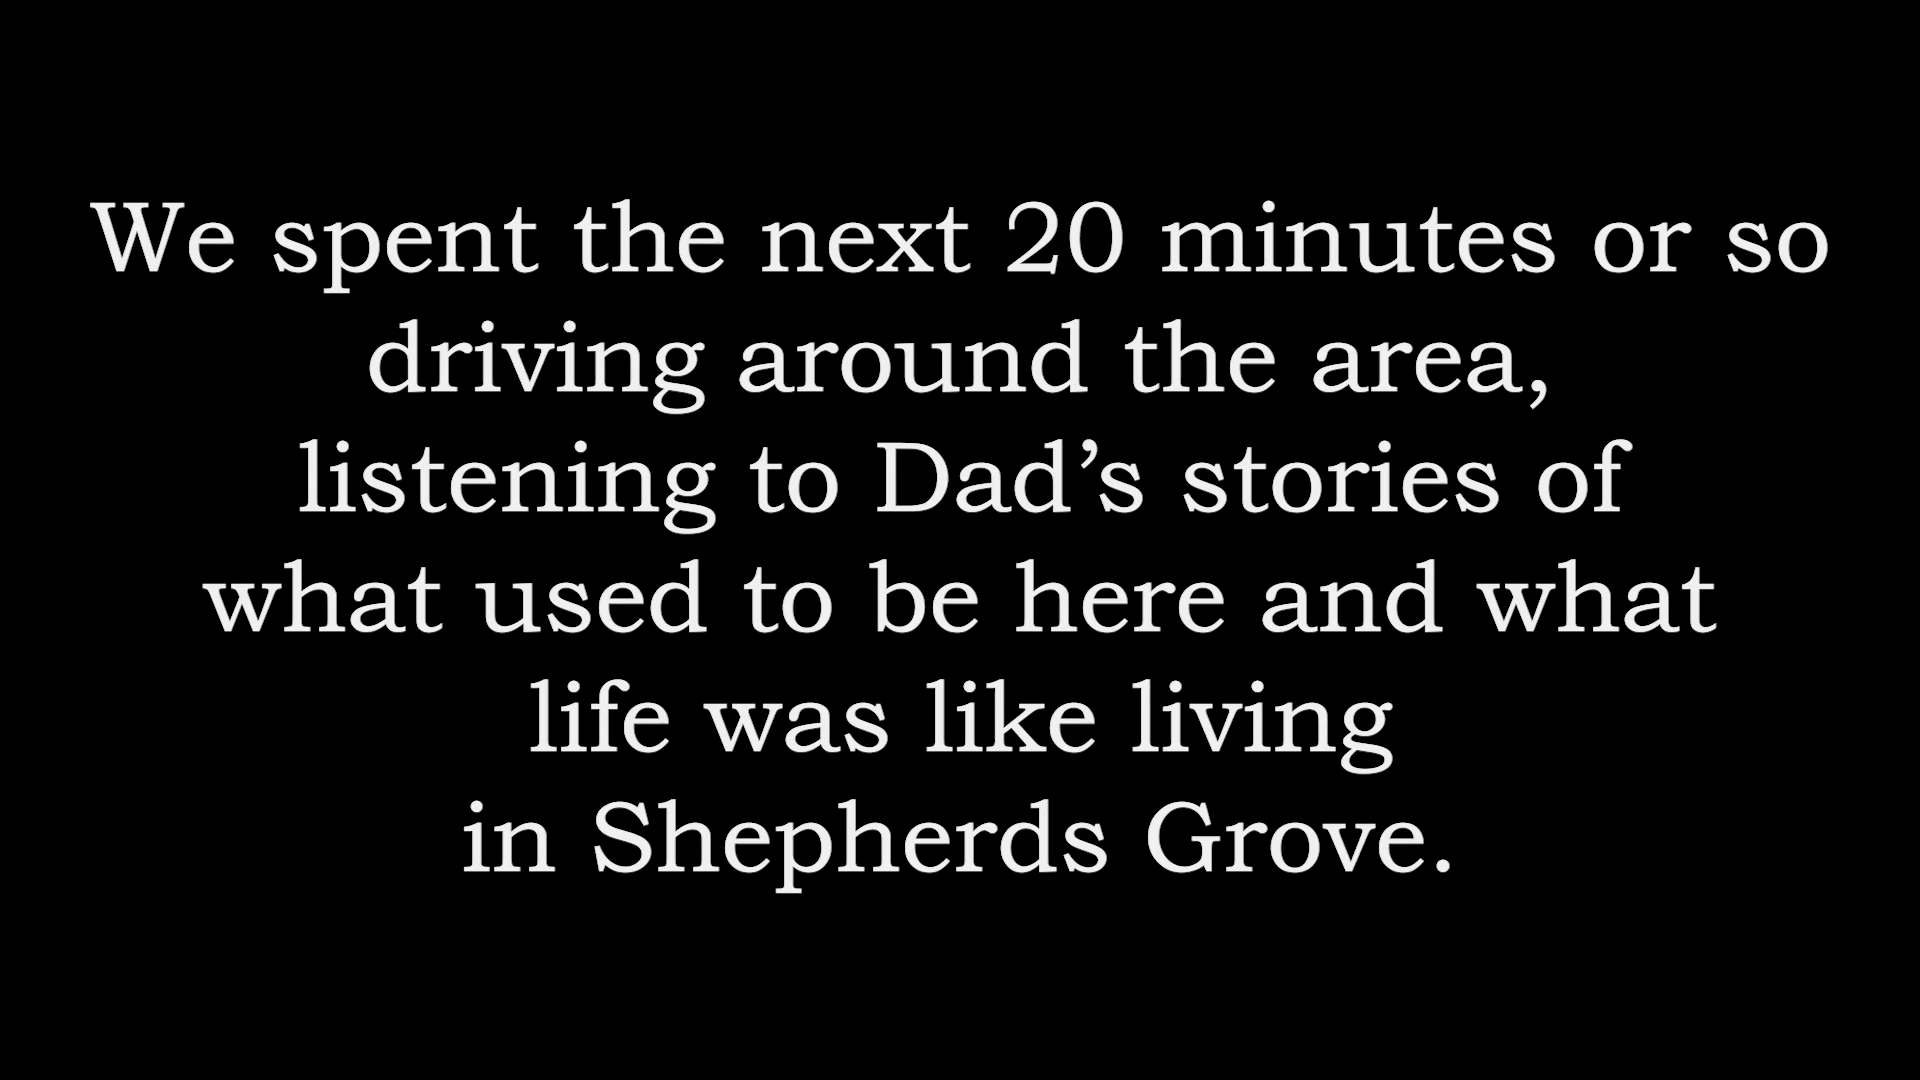 We spent the next 20 minutes or so
driving around the area,
listening to Dad’s stories of
what used to be here and what
life was like living
in Shepherds Grove.